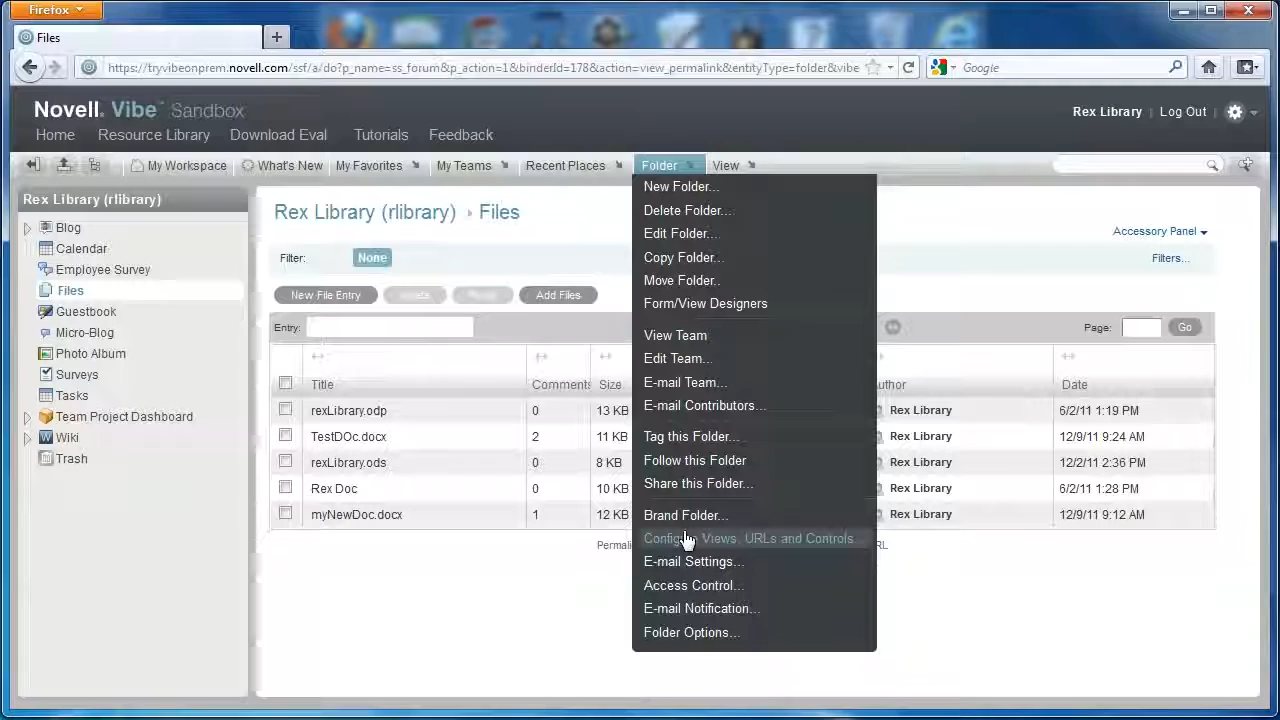 Firefox
Files
https://tryvibeonprem.novell.com/ssf/a/do?p_name=ss_forum&p_action=1&binderId=178&action=view_permalink&entityType=folder&vibe
Google
Novell. Vibe Sandbox
Rex Library | Log Out
Home Resource Library Download Eval Tutorials Feedback
My Workspace What's New My Favorites My Teams Recent Places Folder View
Rex Library (rlibrary)
Blog
Calendar
Employee Survey
Files
Guestbook
Micro-Blog
Photo Album
Surveys
Tasks
Team Project Dashboard
Wiki
Trash
Rex Library (rlibrary) Files
Accessory Panel
Filter: None Filters...
New File Entry Add Files
Entry: Page: Go
Title Comments Size uthor Date
rexLibrary.odp 0 13 KB Rex Library 6/2/11 1:19 PM
TestDOc.docx 2 11 KB Rex Library 12/9/11 9:24 AM
rexLibrary.ods 0 8 KB Rex Library 12/2/11 2:36 PM
Rex Doc 0 10 KB Rex Library 6/2/11 1:28 PM
myNewDoc.docx 1 12 KB Rex Library 12/9/11 9:12 AM
Permali RL
New Folder...
Delete Folder...
Edit Folder...
Copy Folder...
Move Folder..
Form/View Designers
View Team
Edit Team...
E-mail Team...
E-mail Contributors...
Tag this Folder...
Follow this Folder
Share this Folder...
Brand Folder...
Configure Views, URLs and Controls...
E-mail Settings...
Access Control...
E-mail Notification...
Folder Options...